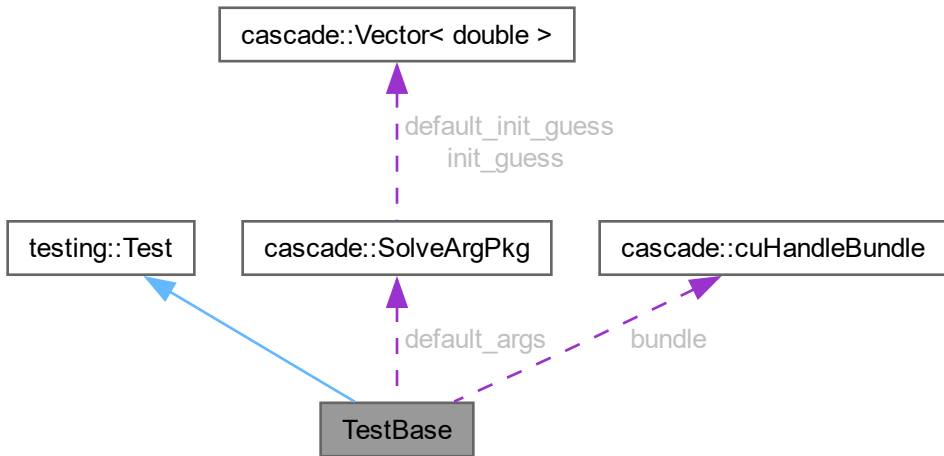 cascade::Vector< double >
default_init_guess
init_guess
testing::Test
cascade::SolveArgPkg
cascade::cuHandleBundle
default_args
bundle
TestBase